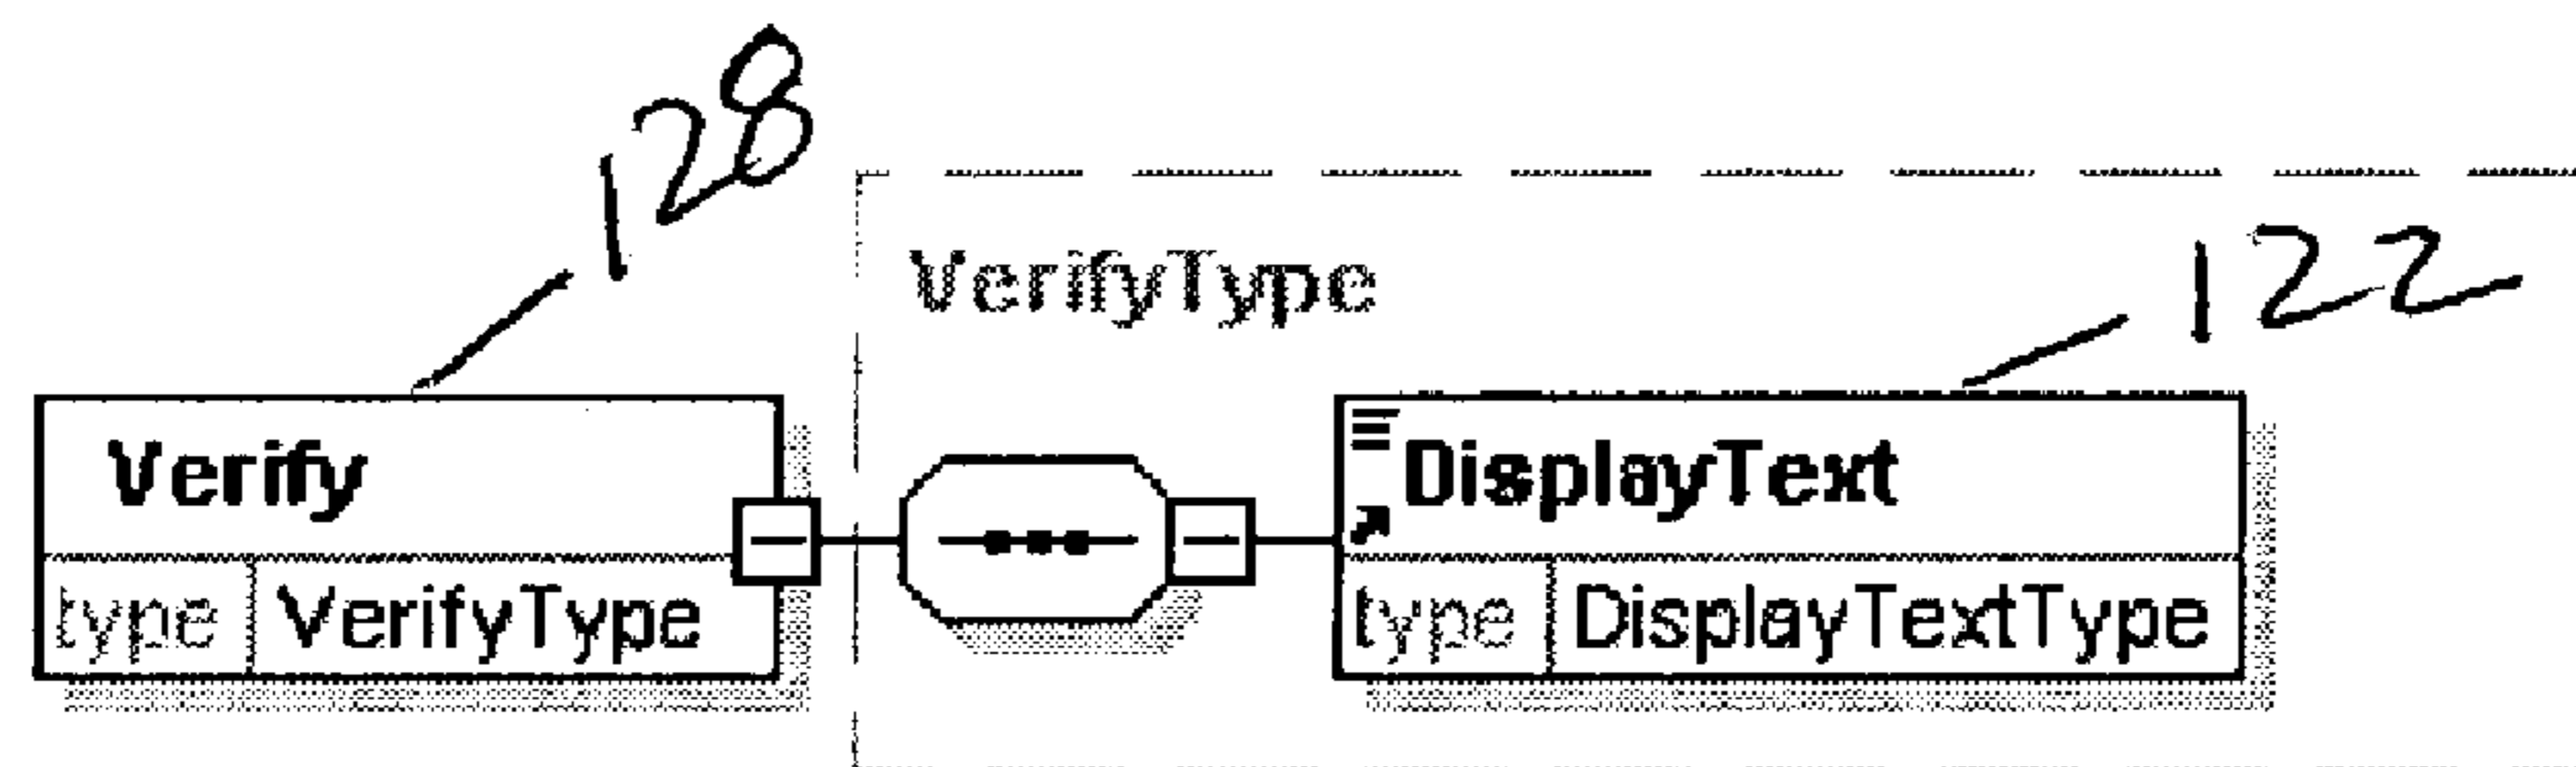 128
VerifyType
122
Verify
DisplayText
type VerifyType
type DisplayTextType